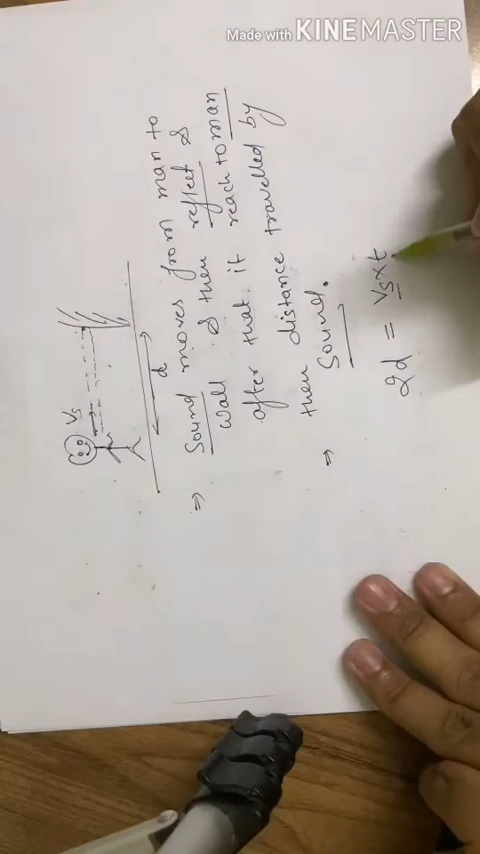 Made with KINEMASTER
Vs
d
⇒ Sound moves from man to
wall & then reflect &
after that it reach to man
then distance travelled by
Sound.
⇒ 2d = Vs x t